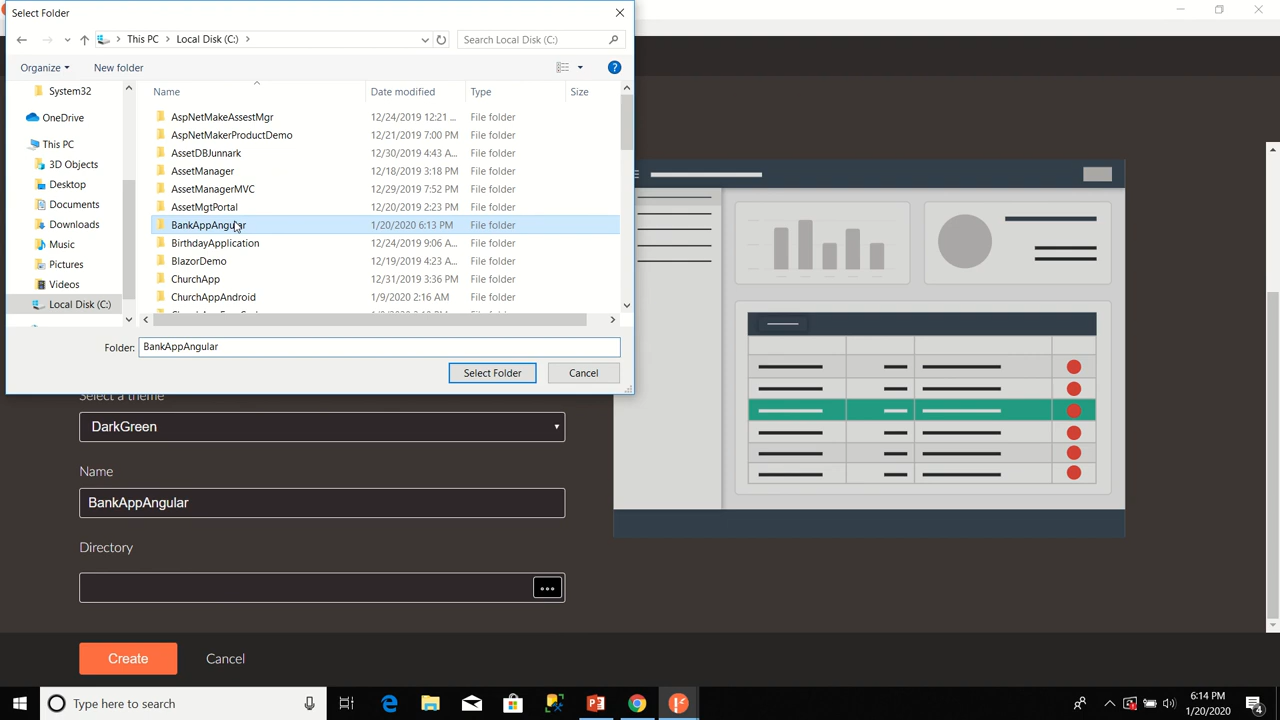 Select Folder
This PC
Local Disk (C:)
Search Local Disk (C:)
Organize
New folder
?
System32
OneDrive
This PC
3D Objects
Desktop
Documents
Downloads
Music
Pictures
Videos
Local Disk (C:)
Name
Date modified
Type
Size
AspNetMakeAssestMgr 12/24/2019 12:21 ... File folder
AspNetMakerProductDemo 12/21/2019 7:00 PM File folder
AssetDBJunnark 12/30/2019 4:43 A... File folder
AssetManager 12/18/2019 3:18 PM File folder
AssetManagerMVC 12/29/2019 7:52 PM File folder
AssetMgtPortal 12/20/2019 2:23 PM File folder
BankAppAngular 1/20/2020 6:13 PM File folder
BirthdayApplication 12/24/2019 9:06 A... File folder
BlazorDemo 12/19/2019 4:23 A... File folder
ChurchApp 12/31/2019 3:36 PM File folder
ChurchAppAndroid 1/9/2020 2:16 AM File folder
Folder: BankAppAngular
Select Folder
Cancel
Select a theme
DarkGreen
Name
BankAppAngular
Directory
...
Create
Cancel
Type here to search
6:14 PM
1/20/2020
4